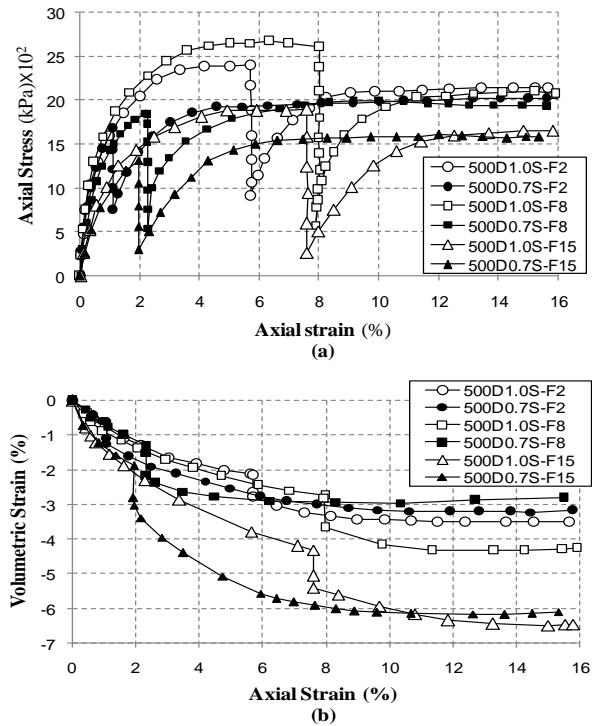 30
25
20
15
10
5
0
Axial Stress (kPa)X10²
0 2 4 6 8 10 12 14 16
500D1.0S-F2
500D0.7S-F2
500D1.0S-F8
500D0.7S-F8
500D1.0S-F15
500D0.7S-F15
Axial strain (%)
(a)
0
-1
-2
-3
-4
-5
-6
-7
Volumetric Strain (%)
500D1.0S-F2
500D0.7S-F2
500D1.0S-F8
500D0.7S-F8
500D1.0S-F15
500D0.7S-F15
0 2 4 6 8 10 12 14 16
Axial Strain (%)
(b)